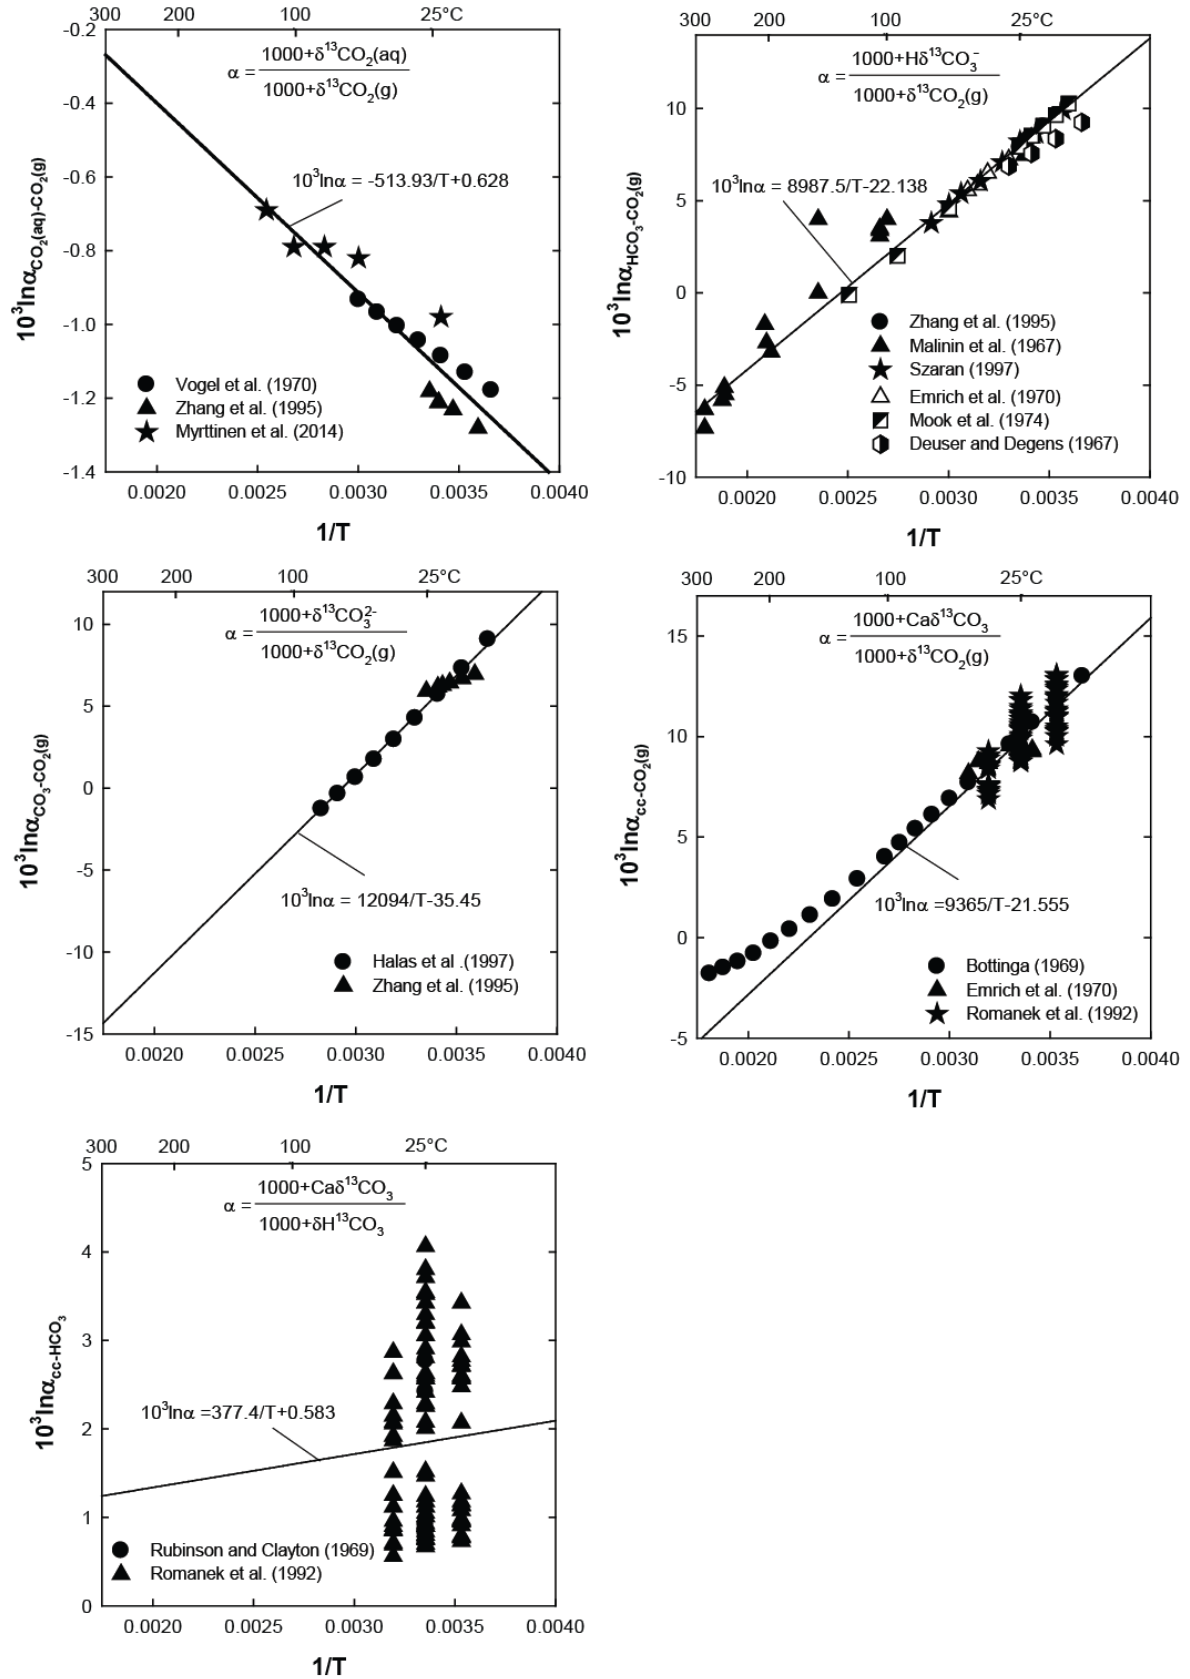 300 200 100 25°C
-0.2
-0.4
-0.6
-0.8
-1.0
-1.2
-1.4
10³lnαCO₂(aq)-CO₂(g)
α = 1000+δ¹³CO₂(aq)
1000+δ¹³CO₂(g)
10³lnα = -513.93/T+0.628
Vogel et al. (1970)
Zhang et al. (1995)
Myrttinen et al. (2014)
0.0020 0.0025 0.0030 0.0035 0.0040
1/T
300 200 100 25°C
10
5
0
-5
-10
10³lnαHCO₃-CO₂(g)
α = 1000+Hδ¹³CO₃⁻
1000+δ¹³CO₂(g)
10³lnα = 8987.5/T-22.138
Zhang et al. (1995)
Malinin et al. (1967)
Szaran (1997)
Emrich et al. (1970)
Mook et al. (1974)
Deuser and Degens (1967)
0.0020 0.0025 0.0030 0.0035 0.0040
1/T
300 200 100 25°C
10
5
0
-5
-10
-15
10³lnαCO₃-CO₂(g)
α = 1000+δ¹³CO₃²⁻
1000+δ¹³CO₂(g)
10³lnα = 12094/T-35.45
Halas et al .(1997)
Zhang et al. (1995)
0.0020 0.0025 0.0030 0.0035 0.0040
1/T
300 200 100 25°C
15
10
5
0
-5
10³lnαcc-CO₂(g)
α = 1000+Caδ¹³CO₃
1000+δ¹³CO₂(g)
10³lnα =9365/T-21.555
Bottinga (1969)
Emrich et al. (1970)
Romanek et al. (1992)
0.0020 0.0025 0.0030 0.0035 0.0040
1/T
300 200 100 25°C
5
4
3
2
1
0
10³lnαcc-HCO₃
α = 1000+Caδ¹³CO₃
1000+δH¹³CO₃
10³lnα =377.4/T+0.583
Rubinson and Clayton (1969)
Romanek et al. (1992)
0.0020 0.0025 0.0030 0.0035 0.0040
1/T